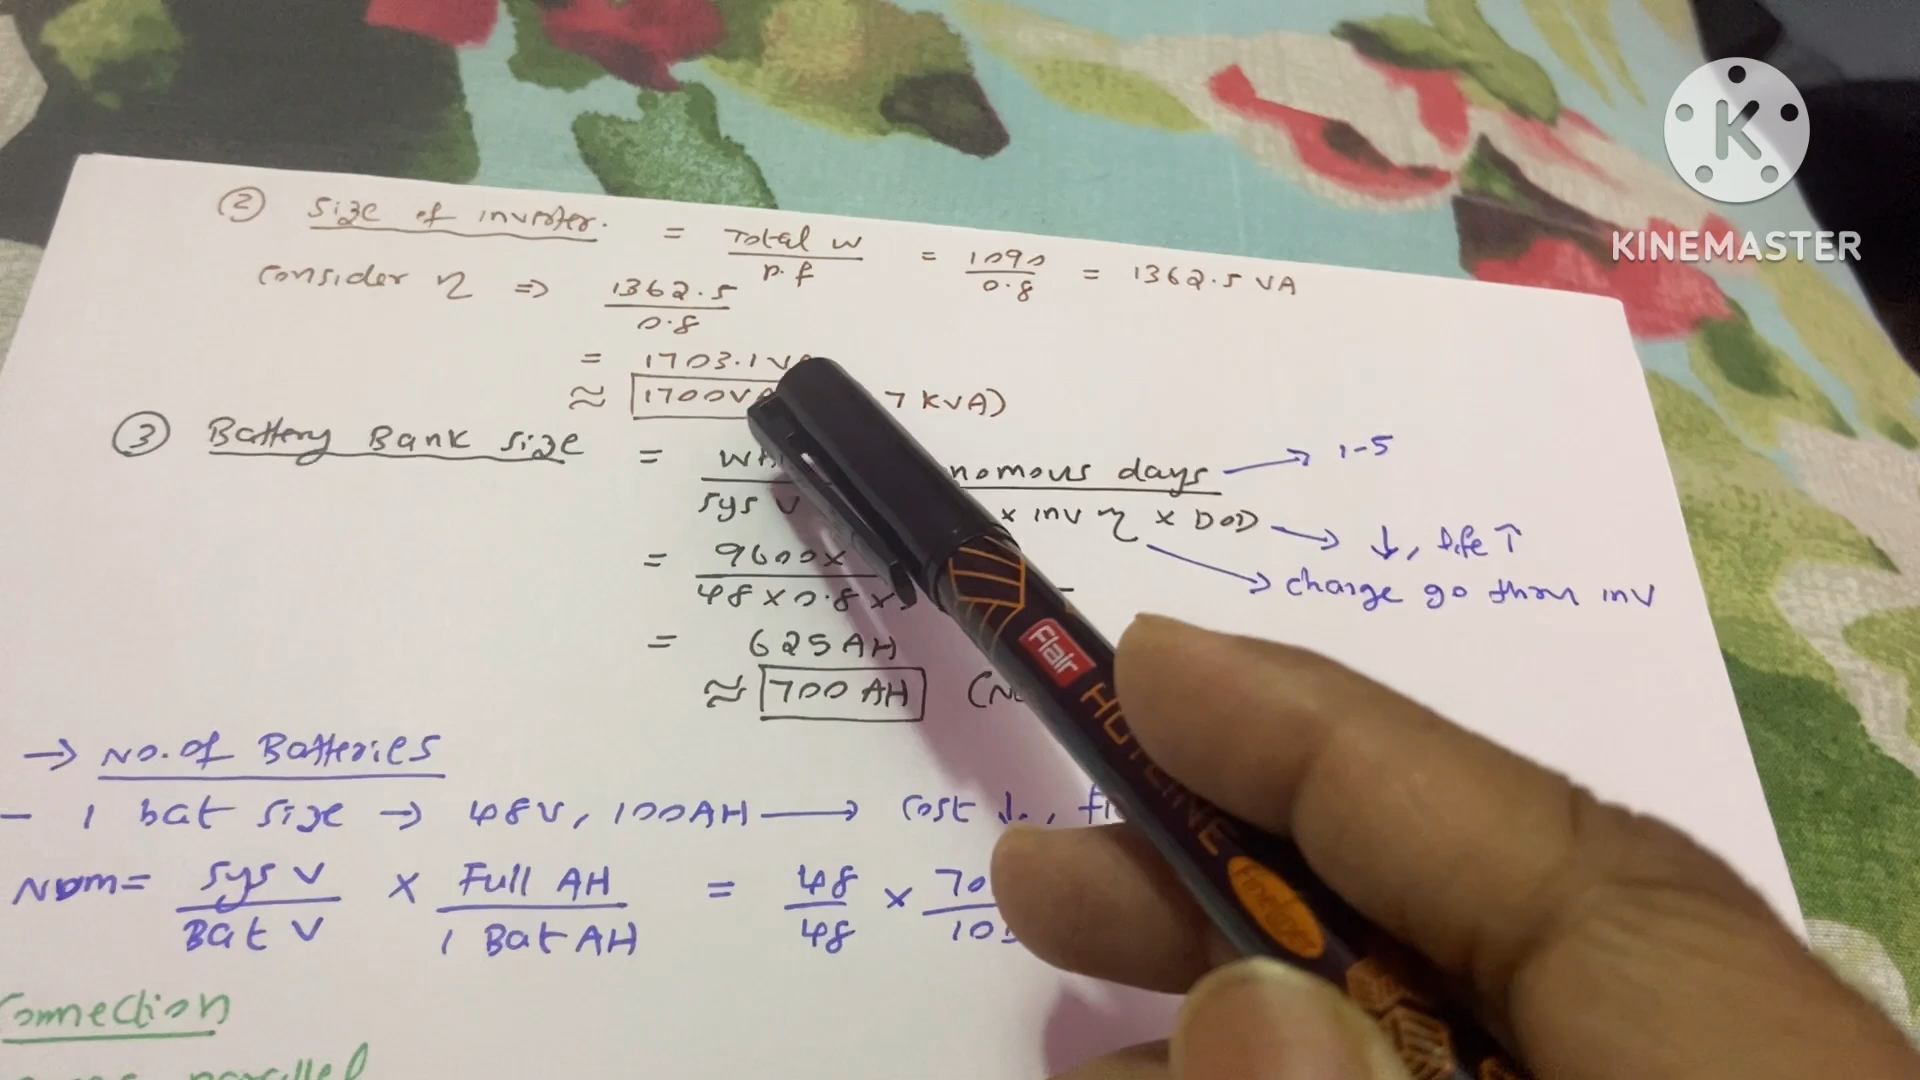 ② Size of inverter. = Total W / p.f = 1090 / 0.8 = 1362.5 VA
Consider η ⇒ 1362.5 / 0.8
= 1703.1 VA
≈ 1700VA 7 KVA)
③ Battery Bank Size = nomous days → 1-5
sys V × inv η × DOD → ↓, life ↑
→ charge go thru inv
= 9600× / 48 × 0.8 ×
= 625 AH
≈ 700 AH
→ No. of Batteries
- 1 bat size → 48V, 100AH → cost ↓,
Num = Sys V / Bat V × Full AH / 1 Bat AH = 48 / 48 ×
Connection
parallel
Flair
K
KINEMASTER